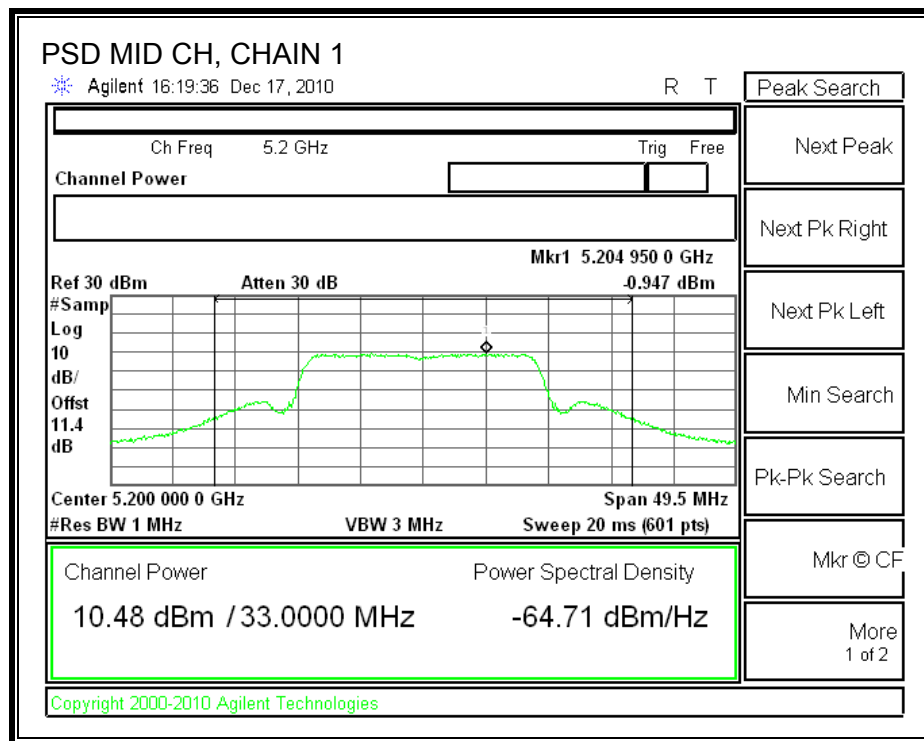 PSD MID CH, CHAIN 1
Agilent 16:19:36 Dec 17, 2010 R T
Peak Search
Ch Freq 5.2 GHz Trig Free
Channel Power
Next Peak
Next Pk Right
Mkr1 5.204 950 0 GHz
Ref 30 dBm Atten 30 dB -0.947 dBm
#Samp
Log
10
dB/
Offst
11.4
dB
1
Next Pk Left
Min Search
Pk-Pk Search
Center 5.200 000 0 GHz Span 49.5 MHz
#Res BW 1 MHz VBW 3 MHz Sweep 20 ms (601 pts)
Channel Power Power Spectral Density
10.48 dBm / 33.0000 MHz -64.71 dBm/Hz
Mkr © CF
More
1 of 2
Copyright 2000-2010 Agilent Technologies